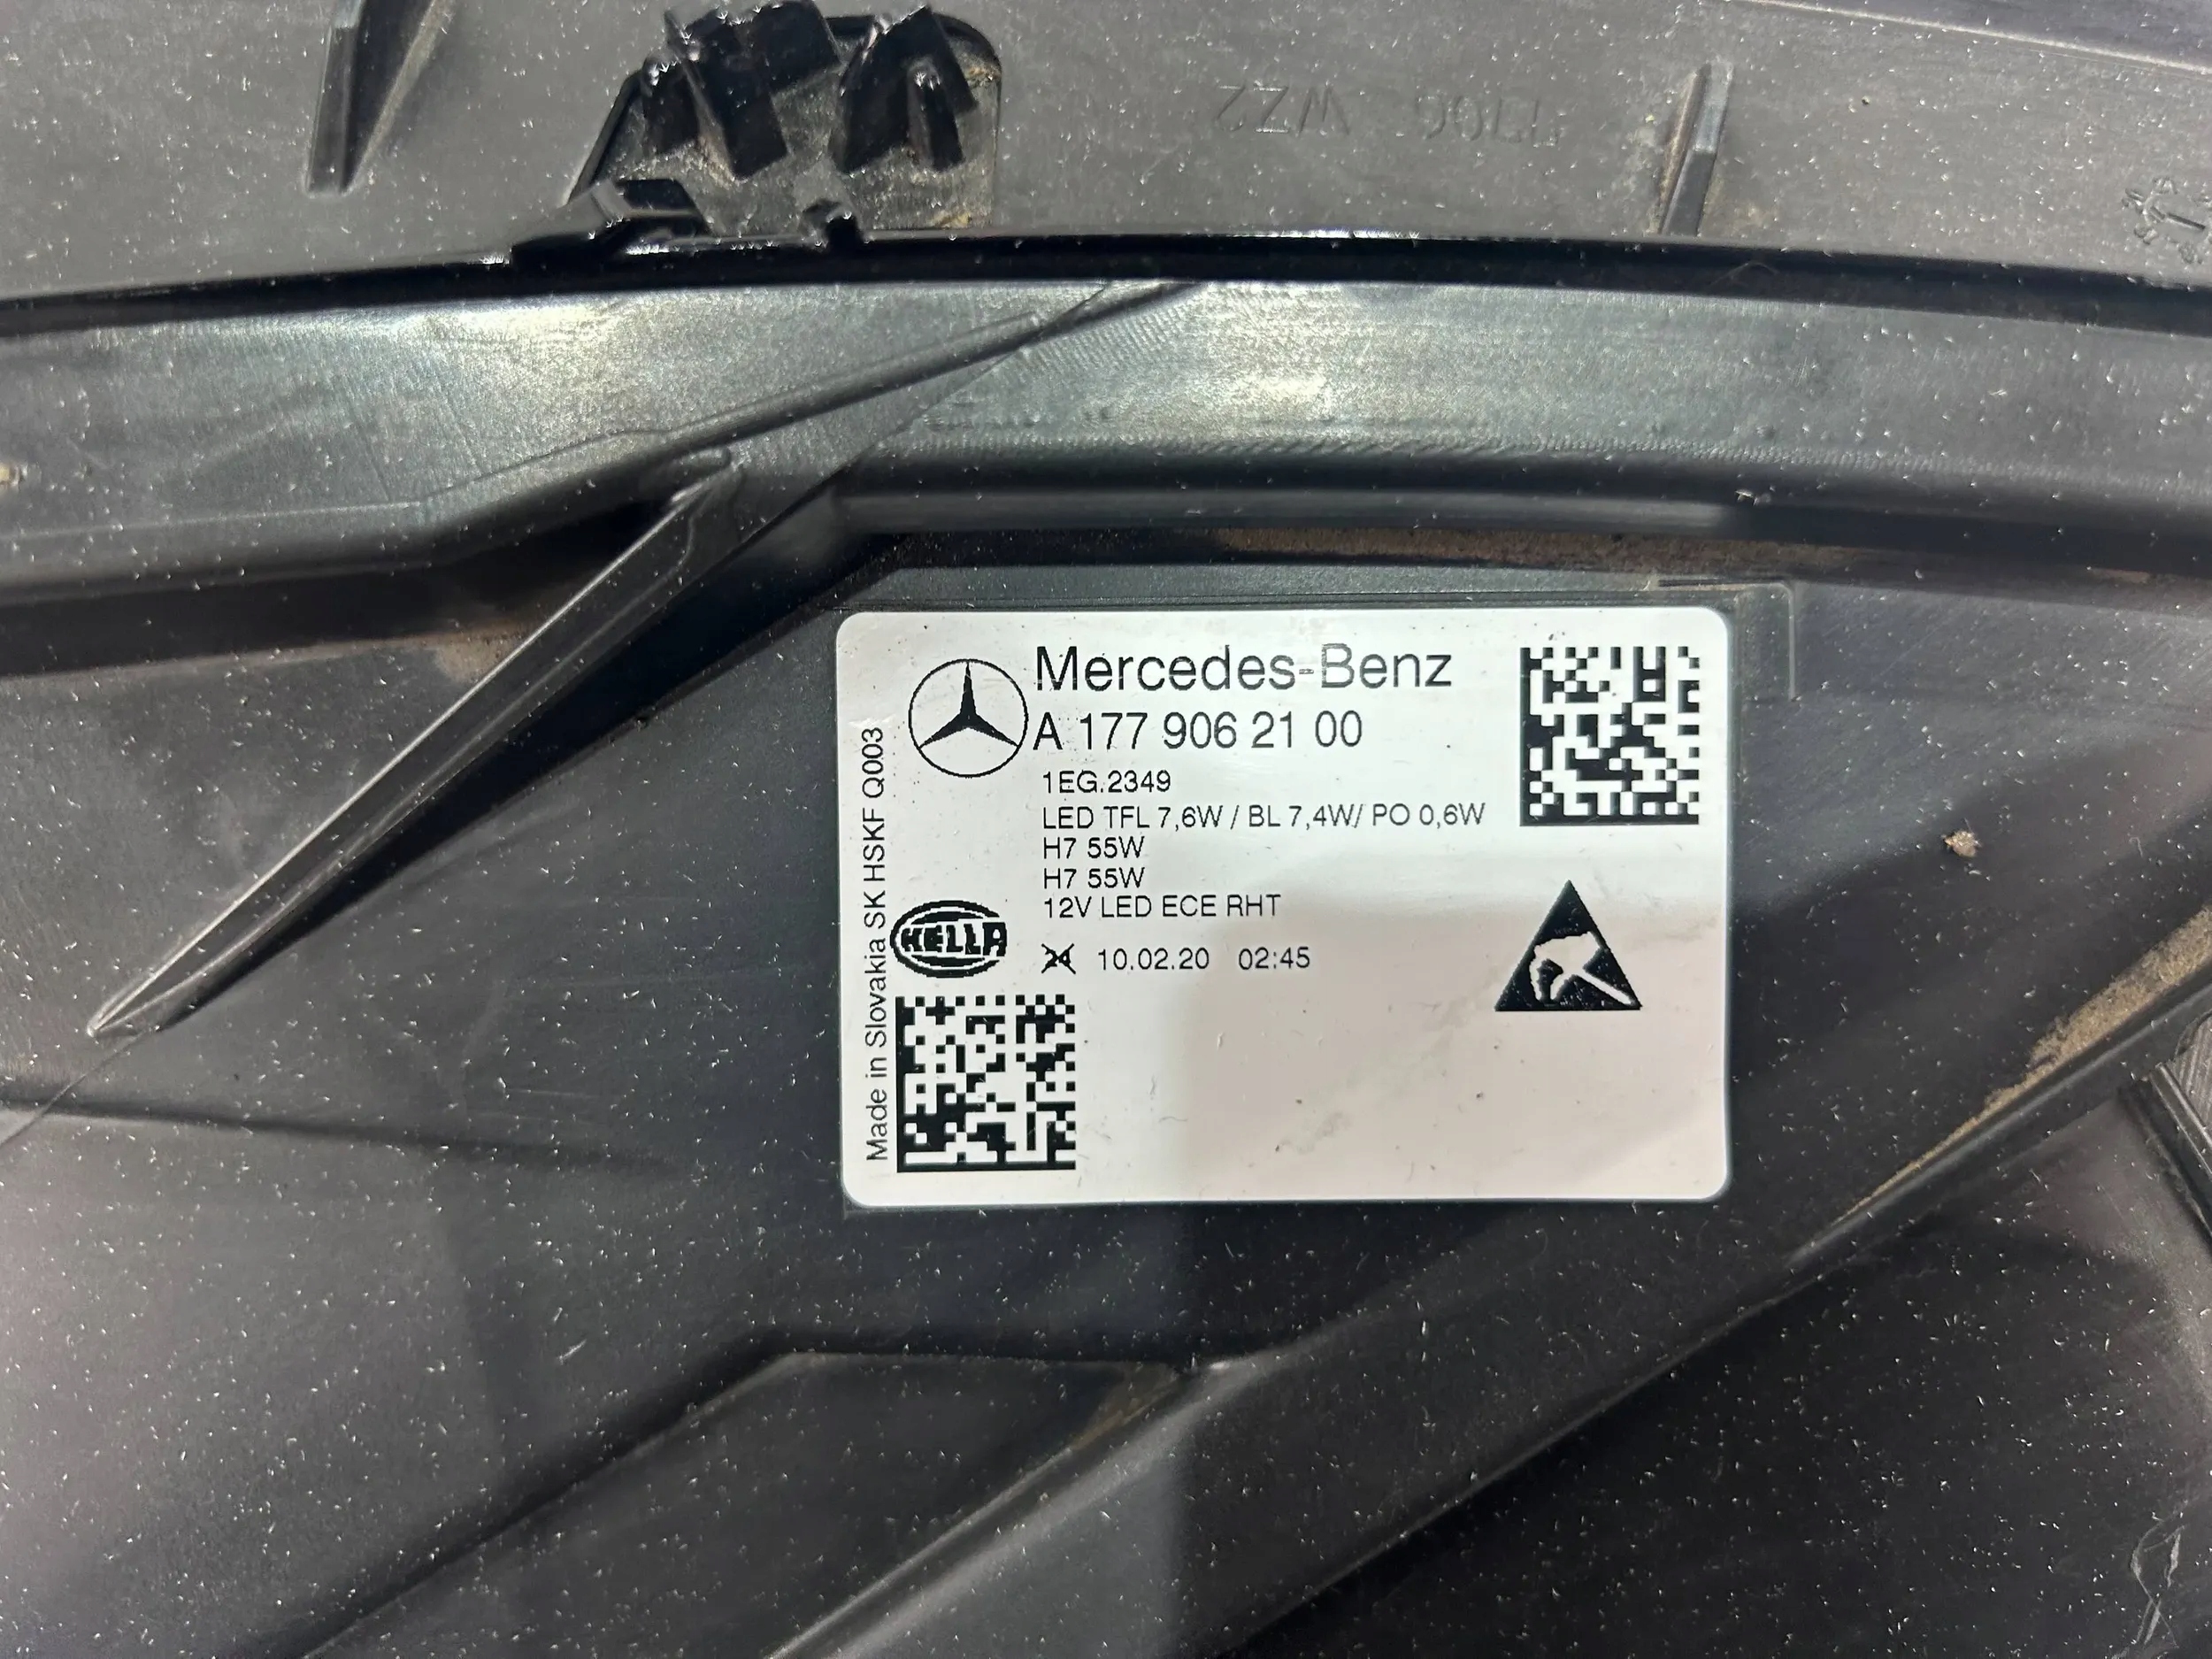 Mercedes-Benz
A 177 906 21 00
1EG.2349
LED TFL 7,6W / BL 7,4W/ PO 0,6W
H7 55W
H7 55W
12V LED ECE RHT
HELLA
24 10.02.20 02:45
Made in Slovakia SK HSKF Q003
WZ2